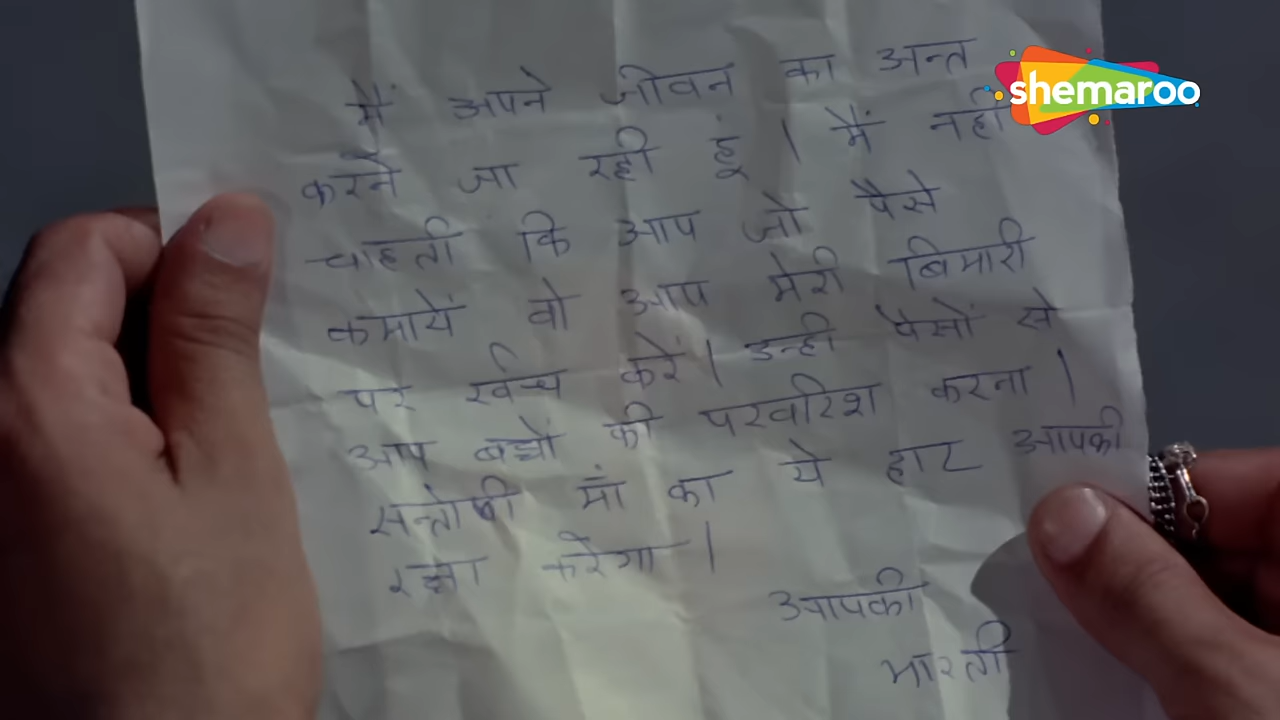 मैं अपने जीवन का अन्त
shemaroo
करने जा रही हूं । मैं नहीं
चाहती कि आप जो पैसे
कमायें वो आप मेरी बिमारी
पर खर्च करें । इन्ही पैसों से
आप बच्चों की परवरिश करना ।
सन्तोषी माँ का ये हार आपकी
रक्षा करेगा ।
आपकी
भारती